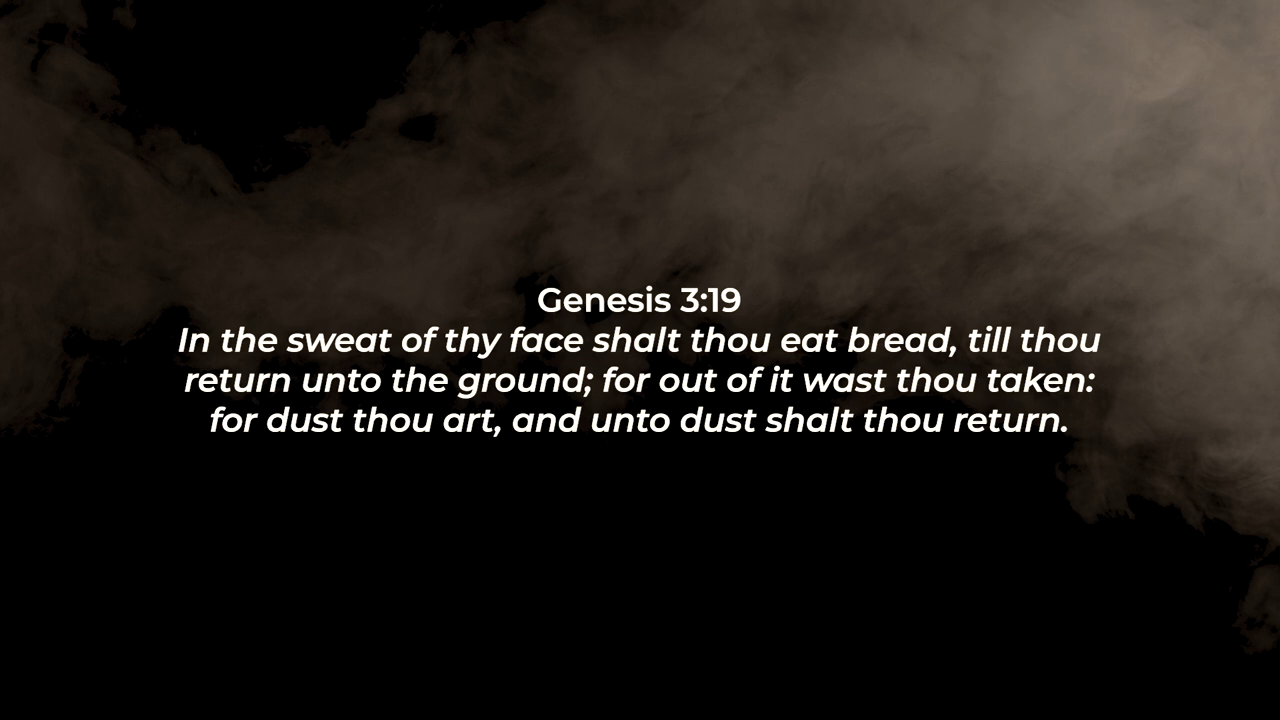 Genesis 3:19
In the sweat of thy face shalt thou eat bread, till thou
return unto the ground; for out of it wast thou taken:
for dust thou art, and unto dust shalt thou return.